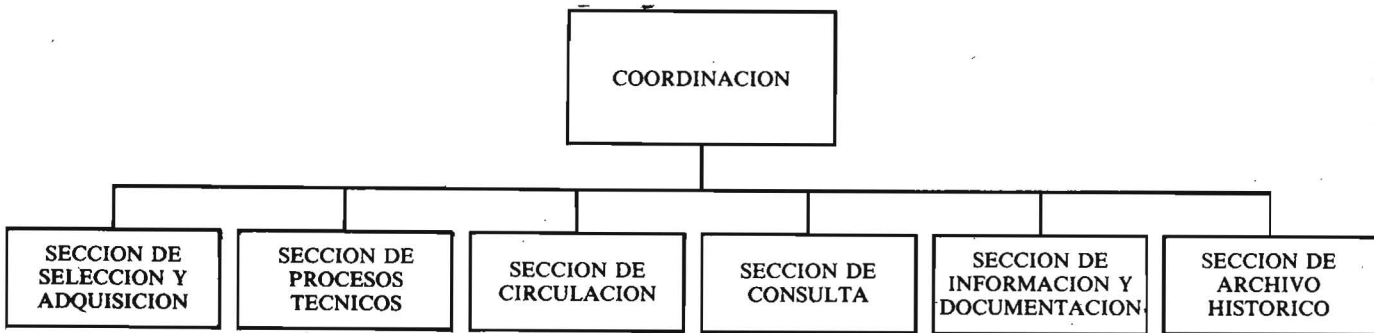 COORDINACION
SECCION DE
SELECCION Y
ADQUISICION
SECCION DE
PROCESOS
TECNICOS
SECCION DE
CIRCULACION
SECCION DE
CONSULTA
SECCION DE
INFORMACION Y
DOCUMENTACION
SECCION DE
ARCHIVO
HISTORICO